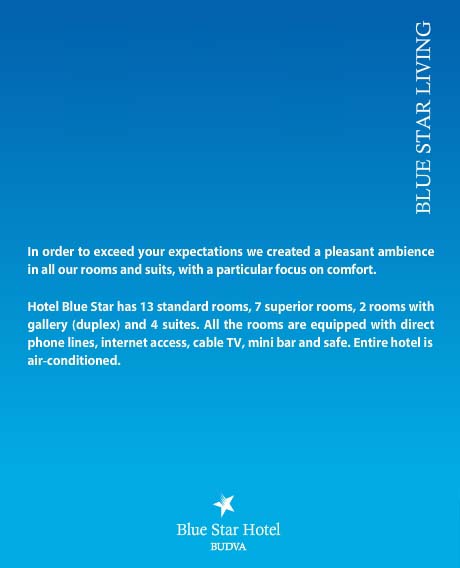 BLUE STAR LIVING
In order to exceed your expectations we created a pleasant ambience
in all our rooms and suits, with a particular focus on comfort.
Hotel Blue Star has 13 standard rooms, 7 superior rooms, 2 rooms with
gallery (duplex) and 4 suites. All the rooms are equipped with direct
phone lines, internet access, cable TV, mini bar and safe. Entire hotel is
air-conditioned.
Blue Star Hotel
BUDVA